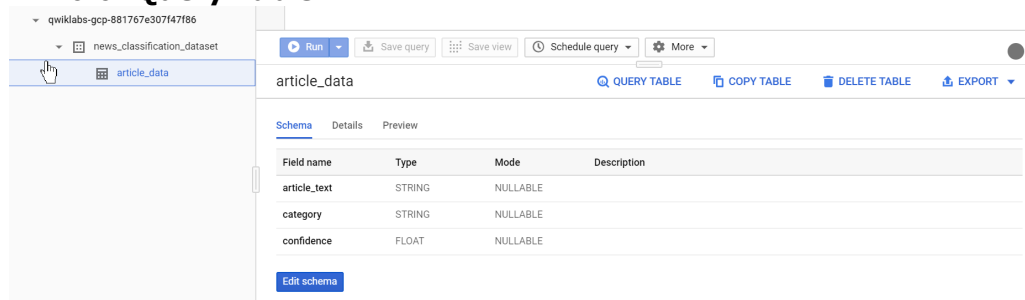 qwiklabs-gcp-881767e307f47f86
news_classification_dataset
article_data
Run Save query Save view Schedule query More
article_data QUERY TABLE COPY TABLE DELETE TABLE EXPORT
Schema Details Preview
Field name Type Mode Description
article_text STRING NULLABLE
category STRING NULLABLE
confidence FLOAT NULLABLE
Edit schema